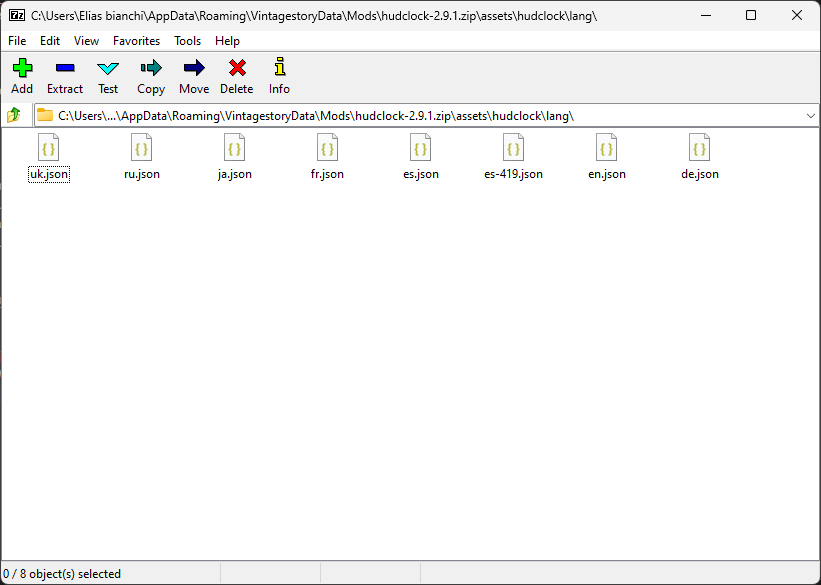 C:\Users\Elias bianchi\AppData\Roaming\VintagestoryData\Mods\hudclock-2.9.1.zip\assets\hudclock\lang\
File Edit View Favorites Tools Help
Add Extract Test Copy Move Delete Info
C:\Users\...\AppData\Roaming\VintagestoryData\Mods\hudclock-2.9.1.zip\assets\hudclock\lang\
uk.json ru.json ja.json fr.json es.json es-419.json en.json de.json
0 / 8 object(s) selected